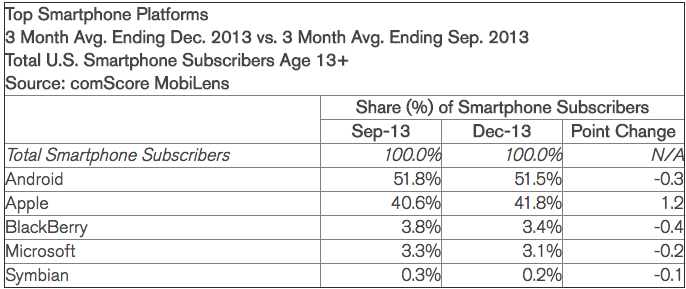 Top Smartphone Platforms
3 Month Avg. Ending Dec. 2013 vs. 3 Month Avg. Ending Sep. 2013
Total U.S. Smartphone Subscribers Age 13+
Source: comScore MobiLens
Share (%) of Smartphone Subscribers
Sep-13 Dec-13 Point Change
Total Smartphone Subscribers 100.0% 100.0% N/A
Android 51.8% 51.5% -0.3
Apple 40.6% 41.8% 1.2
BlackBerry 3.8% 3.4% -0.4
Microsoft 3.3% 3.1% -0.2
Symbian 0.3% 0.2% -0.1